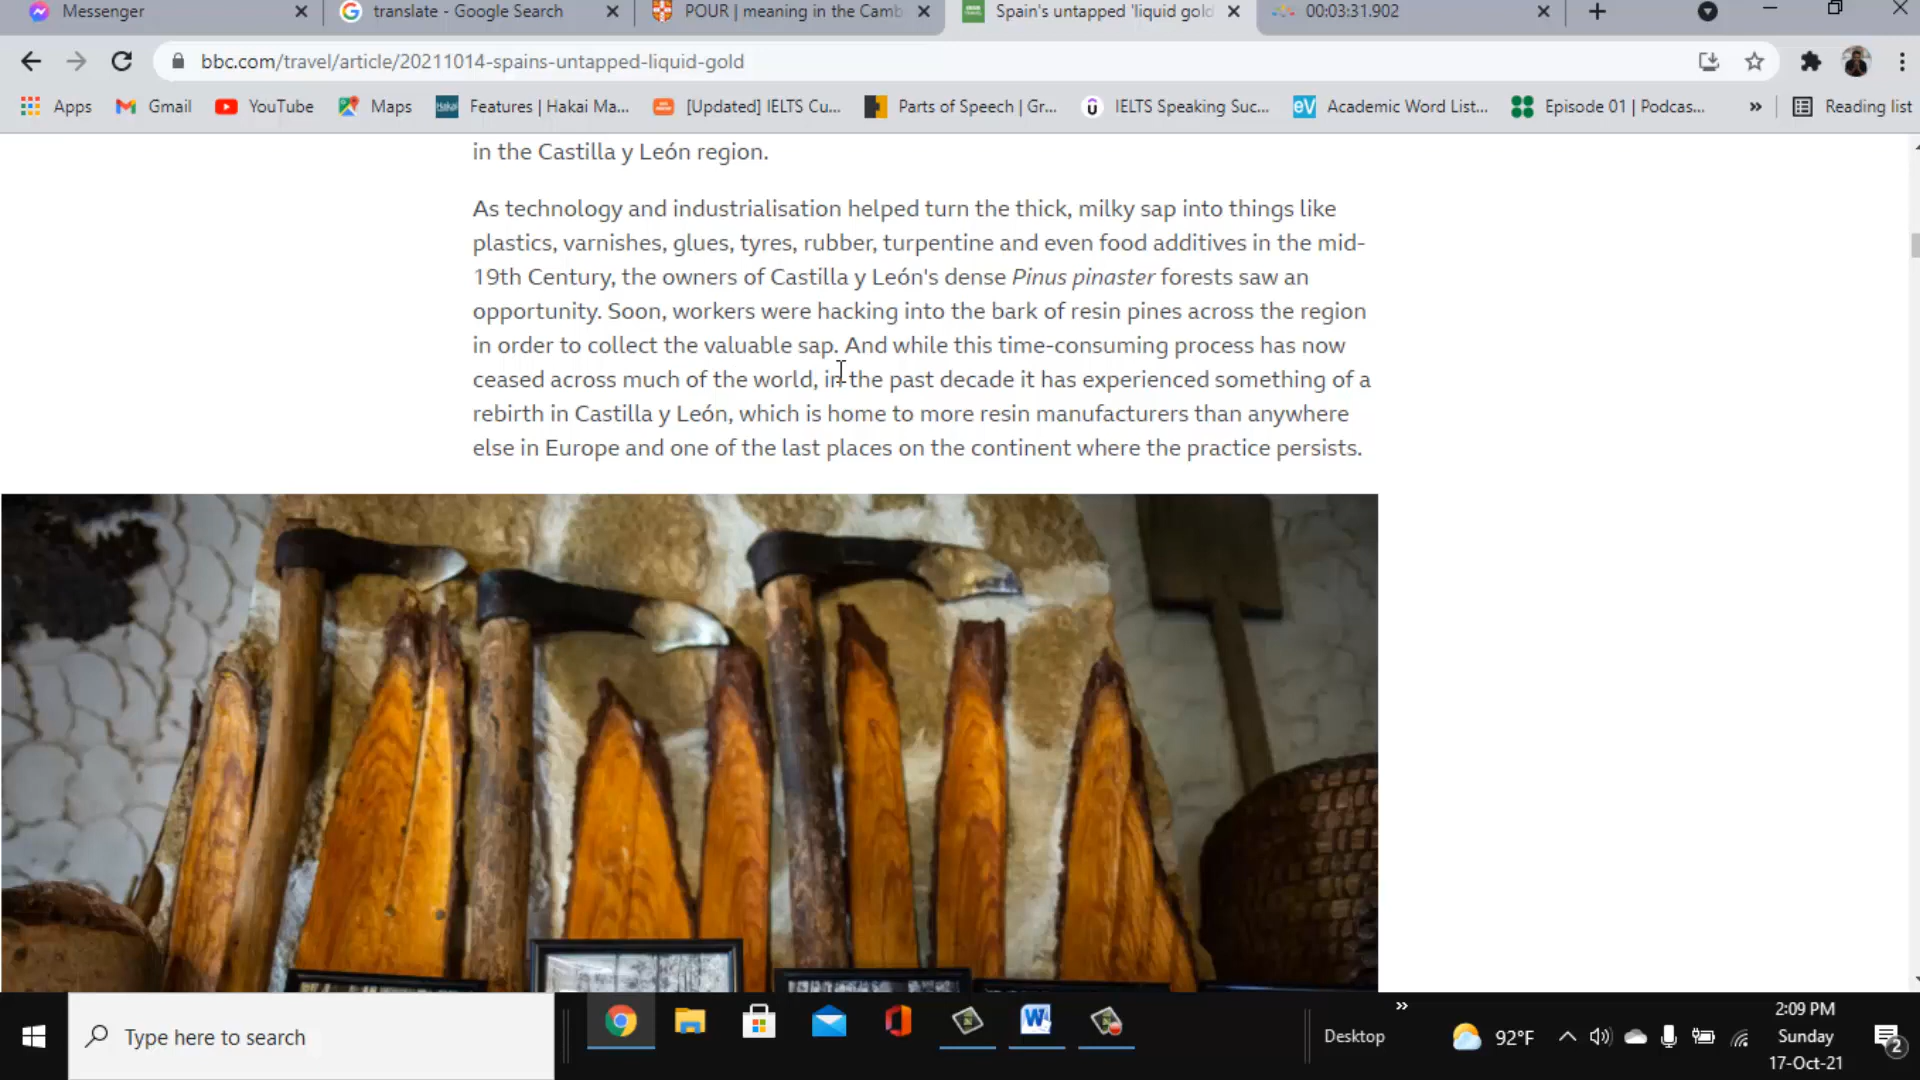 Messenger
translate - Google Search
POUR | meaning in the Camb
Spain's untapped 'liquid gold
00:03:31.902
bbc.com/travel/article/20211014-spains-untapped-liquid-gold
Apps
Gmail
YouTube
Maps
Hakai
Features | Hakai Ma...
[Updated] IELTS Cu...
Parts of Speech | Gr...
IELTS Speaking Suc...
eV
Academic Word List...
Episode 01 | Podcas...
»
Reading list
in the Castilla y León region.
As technology and industrialisation helped turn the thick, milky sap into things like
plastics, varnishes, glues, tyres, rubber, turpentine and even food additives in the mid-
19th Century, the owners of Castilla y León's dense Pinus pinaster forests saw an
opportunity. Soon, workers were hacking into the bark of resin pines across the region
in order to collect the valuable sap. And while this time-consuming process has now
ceased across much of the world, in the past decade it has experienced something of a
rebirth in Castilla y León, which is home to more resin manufacturers than anywhere
else in Europe and one of the last places on the continent where the practice persists.
Type here to search
W
Desktop
»
92°F
2:09 PM
Sunday
17-Oct-21
2